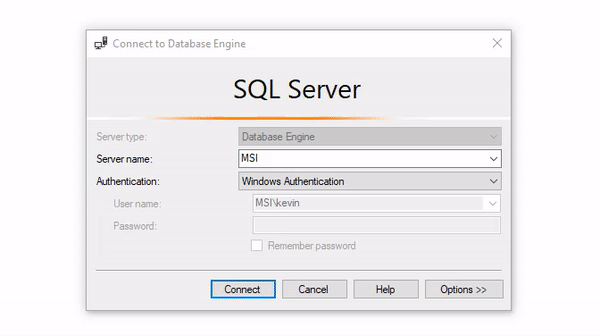 Connect to Database Engine
SQL Server
Server type: Database Engine
Server name: MSI
Authentication: Windows Authentication
User name: MSI\kevin
Password:
Remember password
Connect Cancel Help Options >>